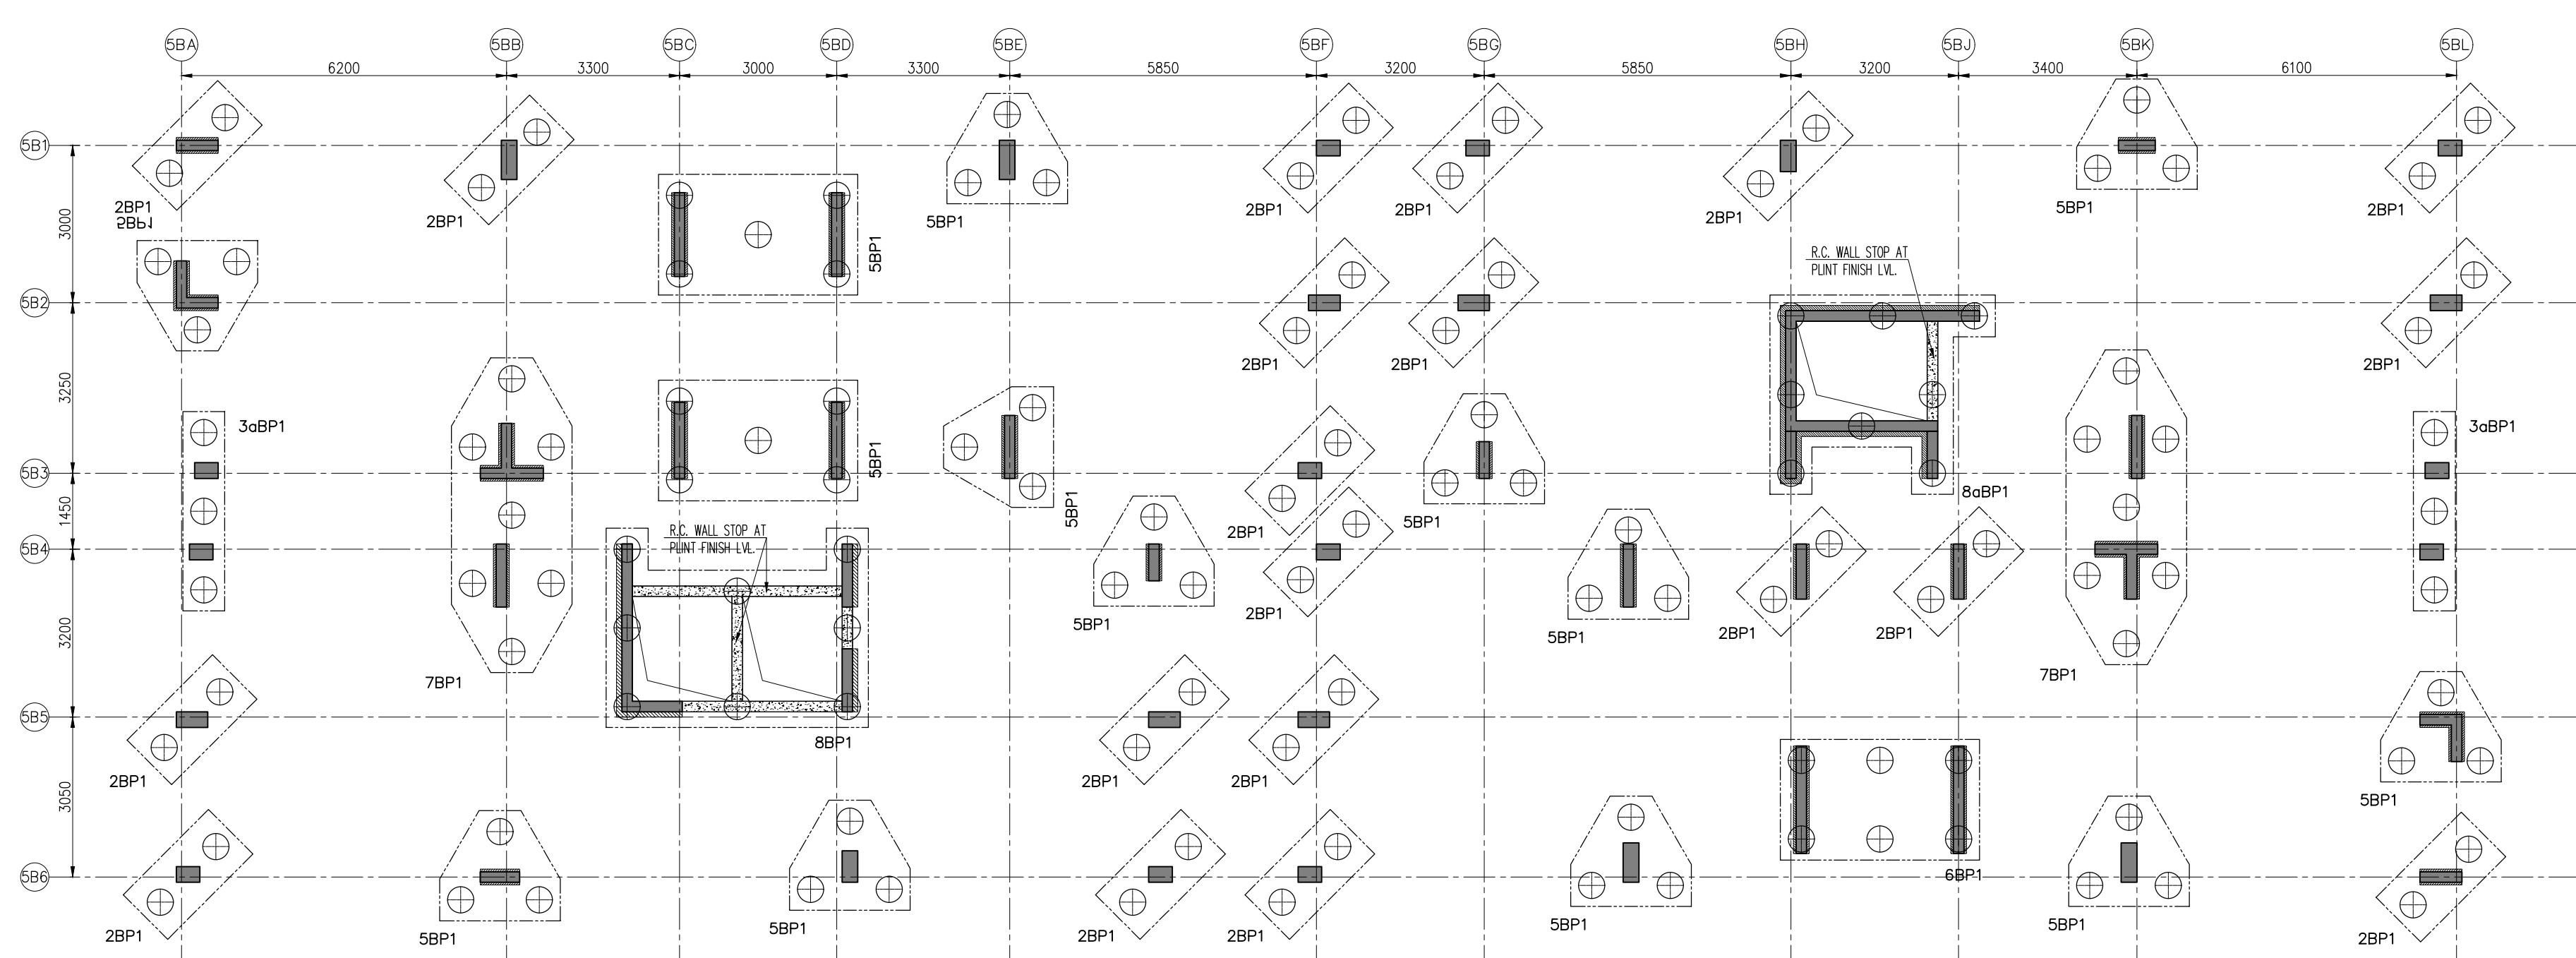 5BA 5BB 5BC 5BD 5BE 5BF 5BG 5BH 5BJ 5BK 5BL
6200 3300 3000 3300 5850 3200 5850 3200 3400 6100
5B1
2BP1
5BP1
2BP1
5BP1
2BP1
2BP1
2BP1
5BP1
2BP1
3000
5BP1
R.C. WALL STOP AT
PLINT FINISH LVL.
5B2
2BP1
2BP1
2BP1
3250
3aBP1
5BP1
3aBP1
5B3
5BP1
2BP1
5BP1
8aBP1
1450
R.C. WALL STOP AT
PLINT FINISH LVL.
5B4
5BP1
2BP1
5BP1
2BP1
2BP1
3200
7BP1
7BP1
5B5
8BP1
2BP1
2BP1
2BP1
5BP1
3050
5B6
6BP1
2BP1
5BP1
5BP1
2BP1
2BP1
5BP1
5BP1
2BP1